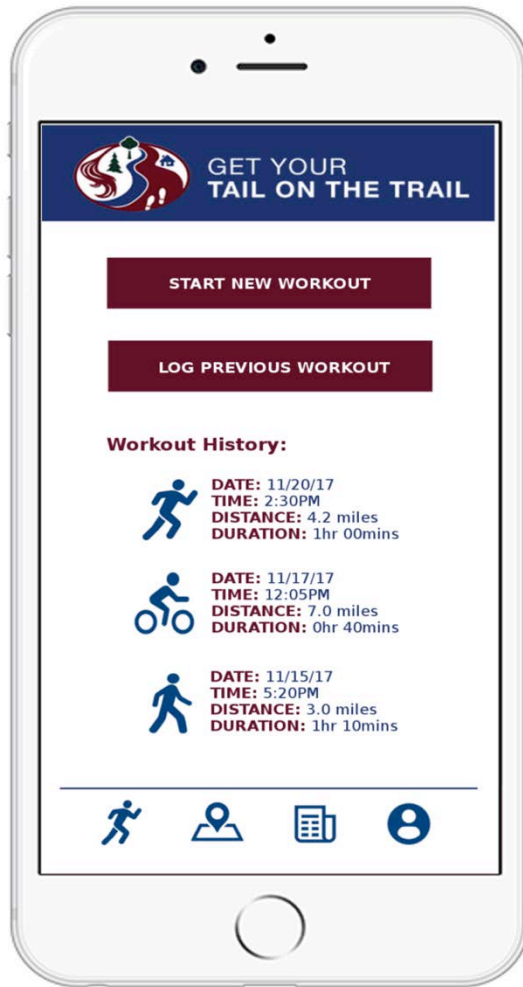 GET YOUR
TAIL ON THE TRAIL
START NEW WORKOUT
LOG PREVIOUS WORKOUT
Workout History:
DATE: 11/20/17
TIME: 2:30PM
DISTANCE: 4.2 miles
DURATION: 1hr 00mins
DATE: 11/17/17
TIME: 12:05PM
DISTANCE: 7.0 miles
DURATION: 0hr 40mins
DATE: 11/15/17
TIME: 5:20PM
DISTANCE: 3.0 miles
DURATION: 1hr 10mins